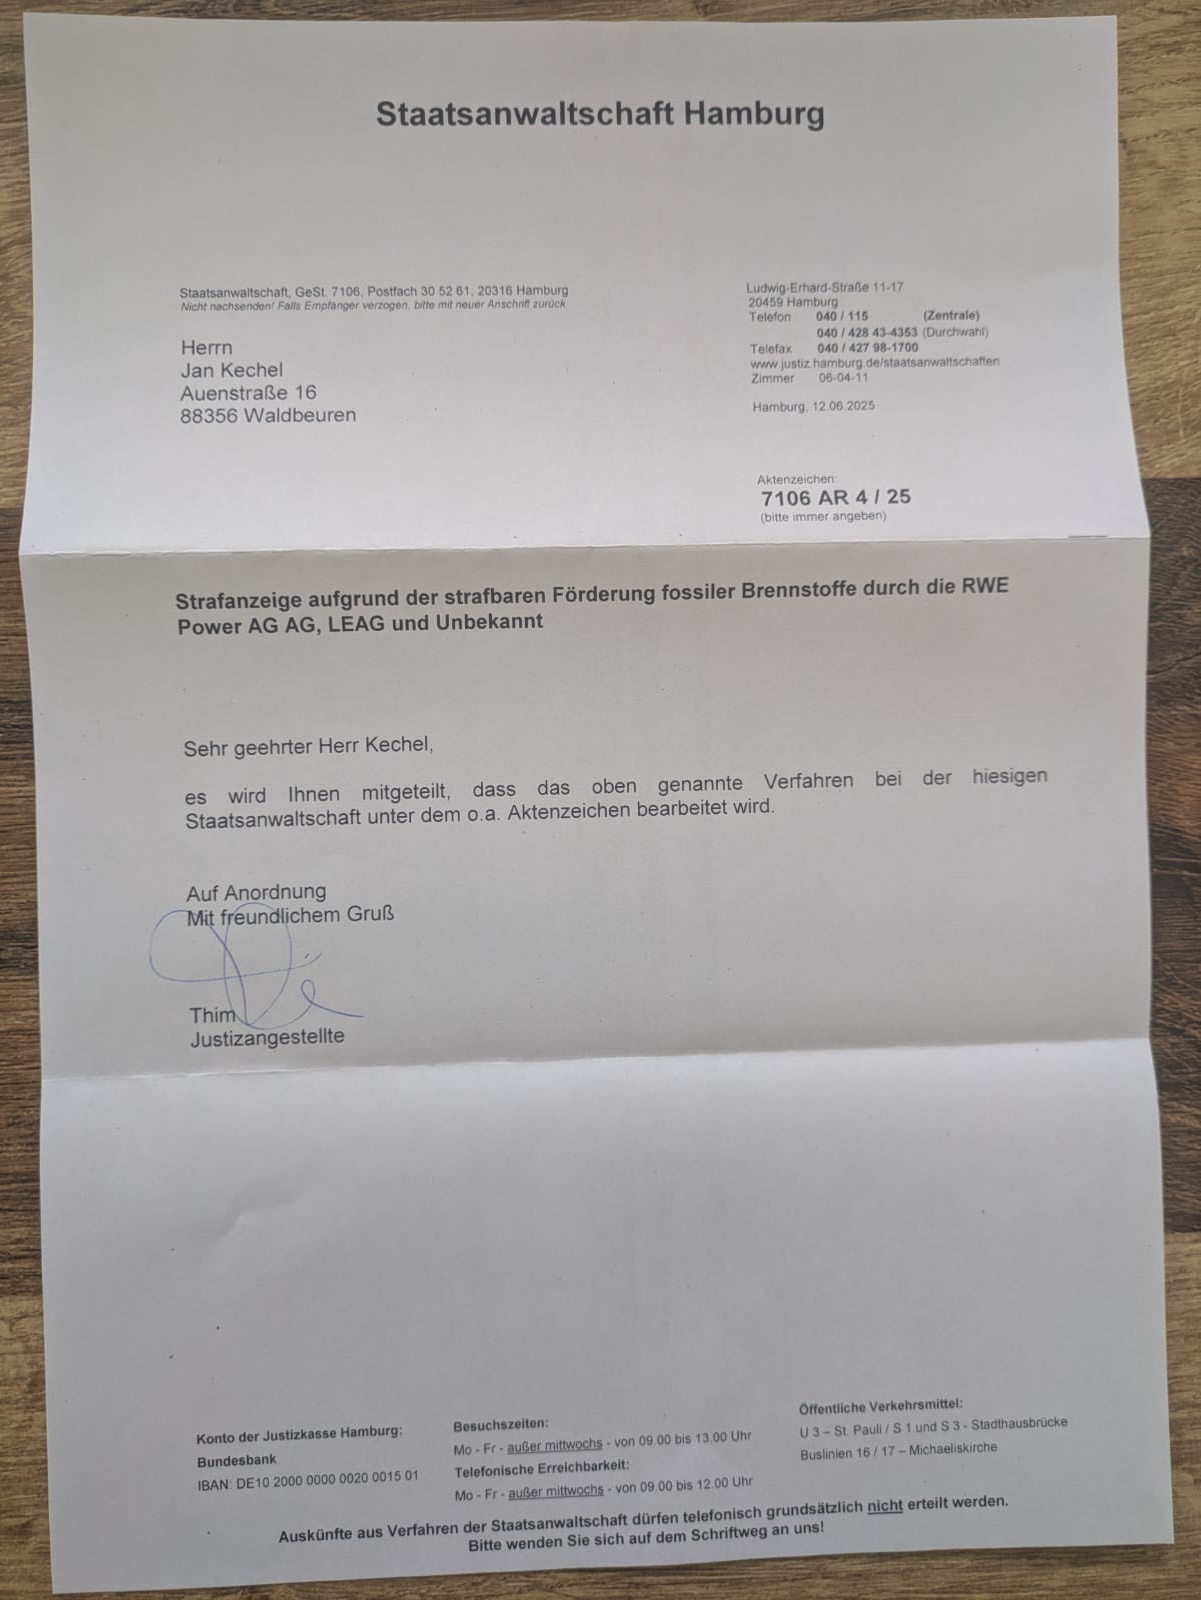 Staatsanwaltschaft Hamburg
Staatsanwaltschaft, GeSt. 7106, Postfach 30 52 61, 20316 Hamburg
Nicht nachsenden! Falls Empfänger verzogen, bitte mit neuer Anschrift zurück
Herrn
Jan Kechel
Auenstraße 16
88356 Waldbeuren
Ludwig-Erhard-Straße 11-17
20459 Hamburg
Telefon 040 / 115 (Zentrale)
040 / 428 43-4353 (Durchwahl)
Telefax 040 / 427 98-1700
www.justiz.hamburg.de/staatsanwaltschaften
Zimmer 06-04-11
Hamburg, 12.06.2025
Aktenzeichen:
7106 AR 4 / 25
(bitte immer angeben)
Strafanzeige aufgrund der strafbaren Förderung fossiler Brennstoffe durch die RWE
Power AG AG, LEAG und Unbekannt
Sehr geehrter Herr Kechel,
es wird Ihnen mitgeteilt, dass das oben genannte Verfahren bei der hiesigen
Staatsanwaltschaft unter dem o.a. Aktenzeichen bearbeitet wird.
Auf Anordnung
Mit freundlichem Gruß
Thim
Justizangestellte
Konto der Justizkasse Hamburg:
Bundesbank
IBAN: DE10 2000 0000 0020 0015 01
Besuchszeiten:
Mo - Fr - außer mittwochs - von 09.00 bis 13.00 Uhr
Telefonische Erreichbarkeit:
Mo - Fr - außer mittwochs - von 09.00 bis 12.00 Uhr
Öffentliche Verkehrsmittel:
U 3 – St. Pauli / S 1 und S 3 - Stadthausbrücke
Buslinien 16 / 17 – Michaeliskirche
Auskünfte aus Verfahren der Staatsanwaltschaft dürfen telefonisch grundsätzlich nicht erteilt werden.
Bitte wenden Sie sich auf dem Schriftweg an uns!